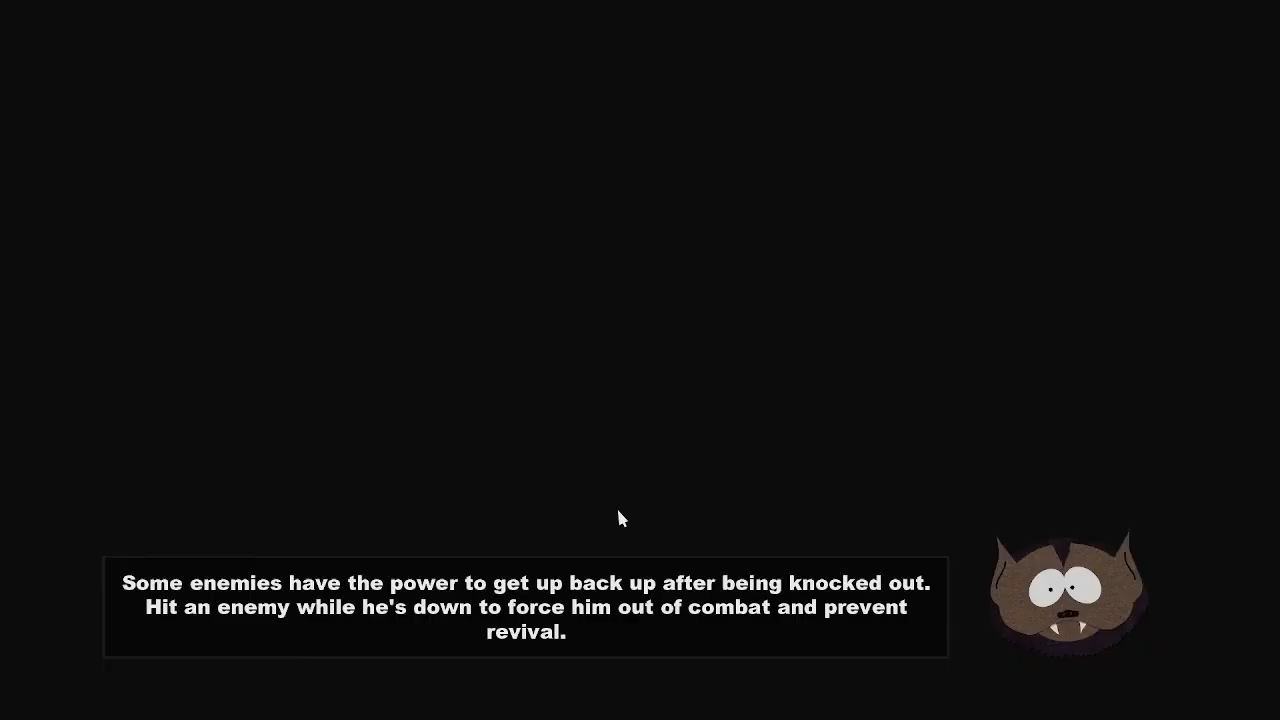 Some enemies have the power to get up back up after being knocked out.
Hit an enemy while he's down to force him out of combat and prevent
revival.